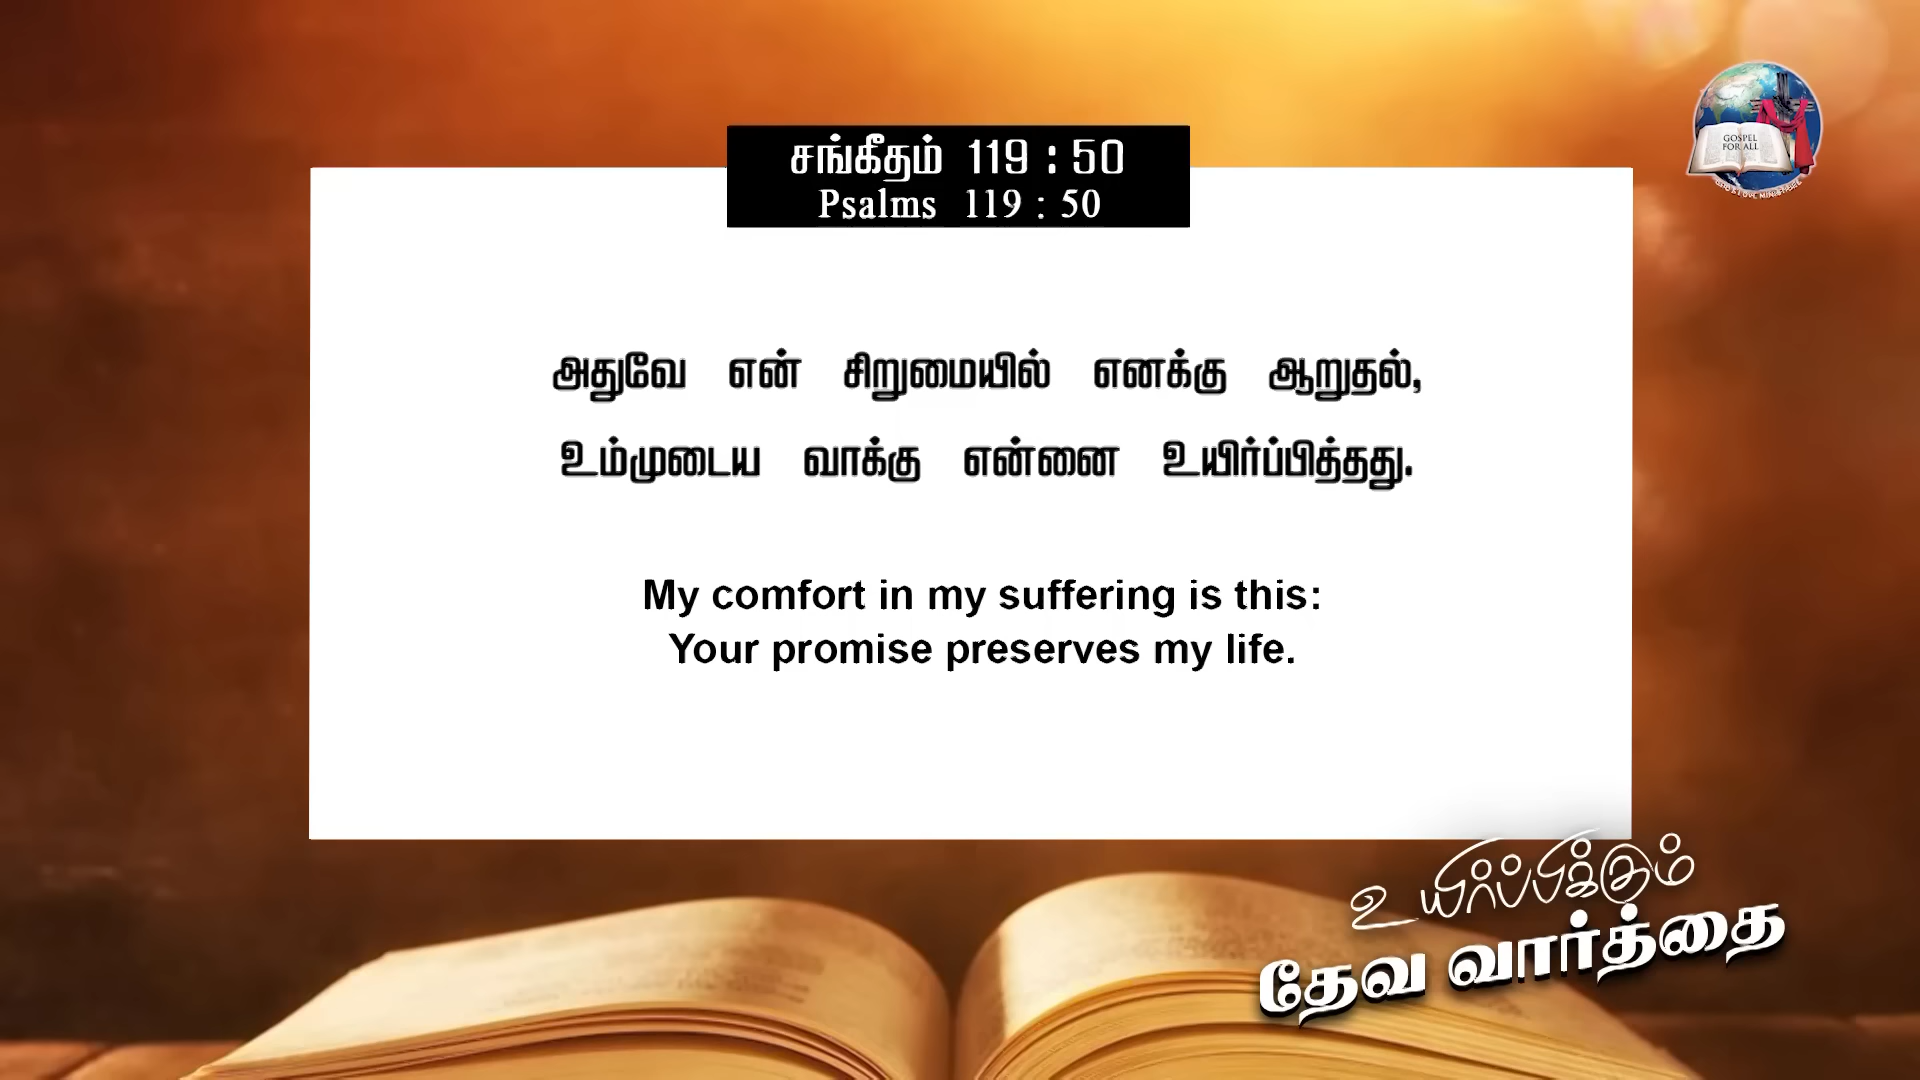 சங்கீதம் 119 : 50
Psalms 119 : 50
அதுவே என் சிறுமையில் எனக்கு ஆறுதல்,
உம்முடைய வாக்கு என்னை உயிர்ப்பித்தது.
My comfort in my suffering is this:
Your promise preserves my life.
GOSPEL
FOR ALL
உயிர்ப்பிக்கும்
தேவ வார்த்தை